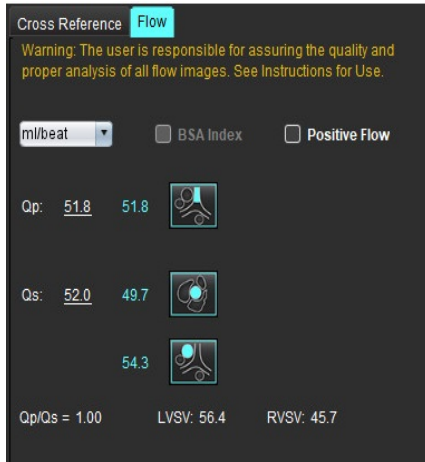 Cross Reference Flow
Warning: The user is responsible for assuring the quality and
proper analysis of all flow images. See Instructions for Use.
ml/beat BSA Index Positive Flow
Qp: 51.8 51.8
Qs: 52.0 49.7
54.3
Qp/Qs = 1.00 LVSV: 56.4 RVSV: 45.7